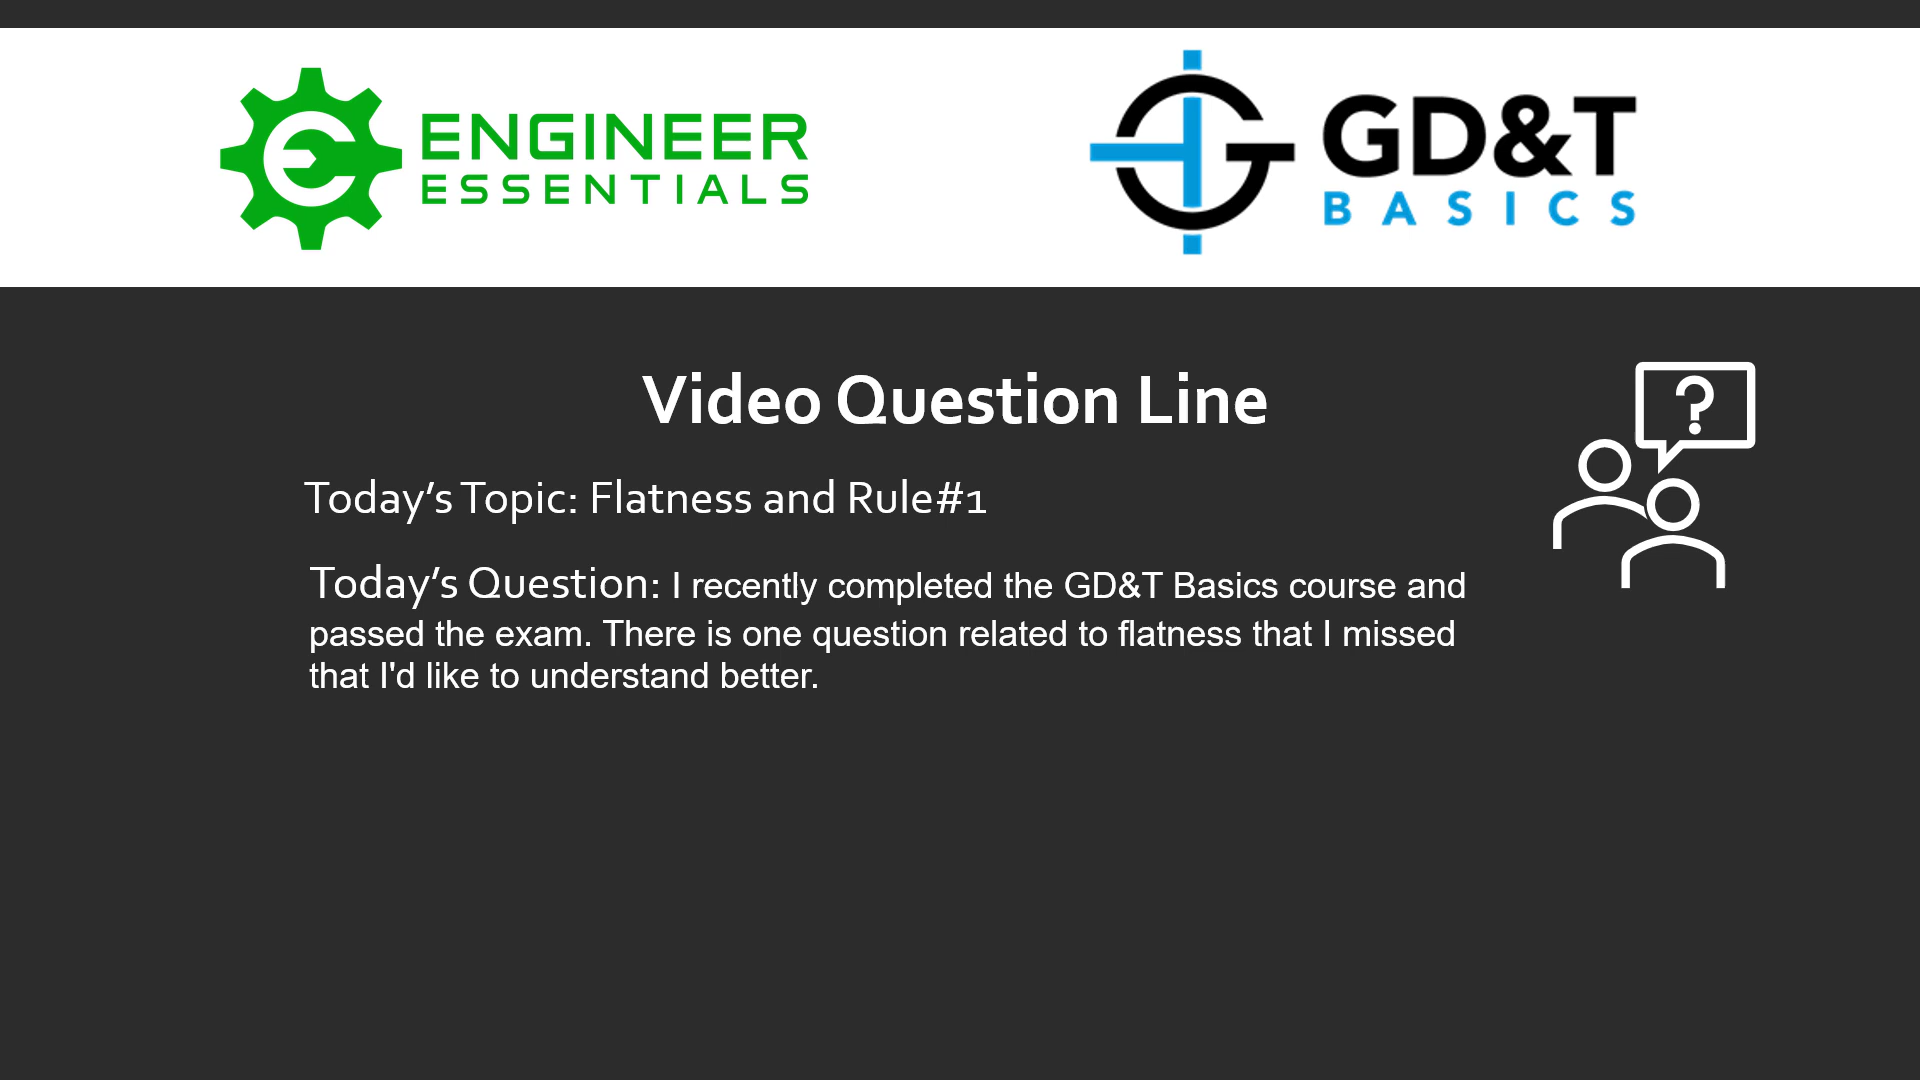 ENGINEER
ESSENTIALS
GD&T
BASICS
Video Question Line
?
Today’s Topic: Flatness and Rule#1
Today’s Question: I recently completed the GD&T Basics course and
passed the exam. There is one question related to flatness that I missed
that I'd like to understand better.